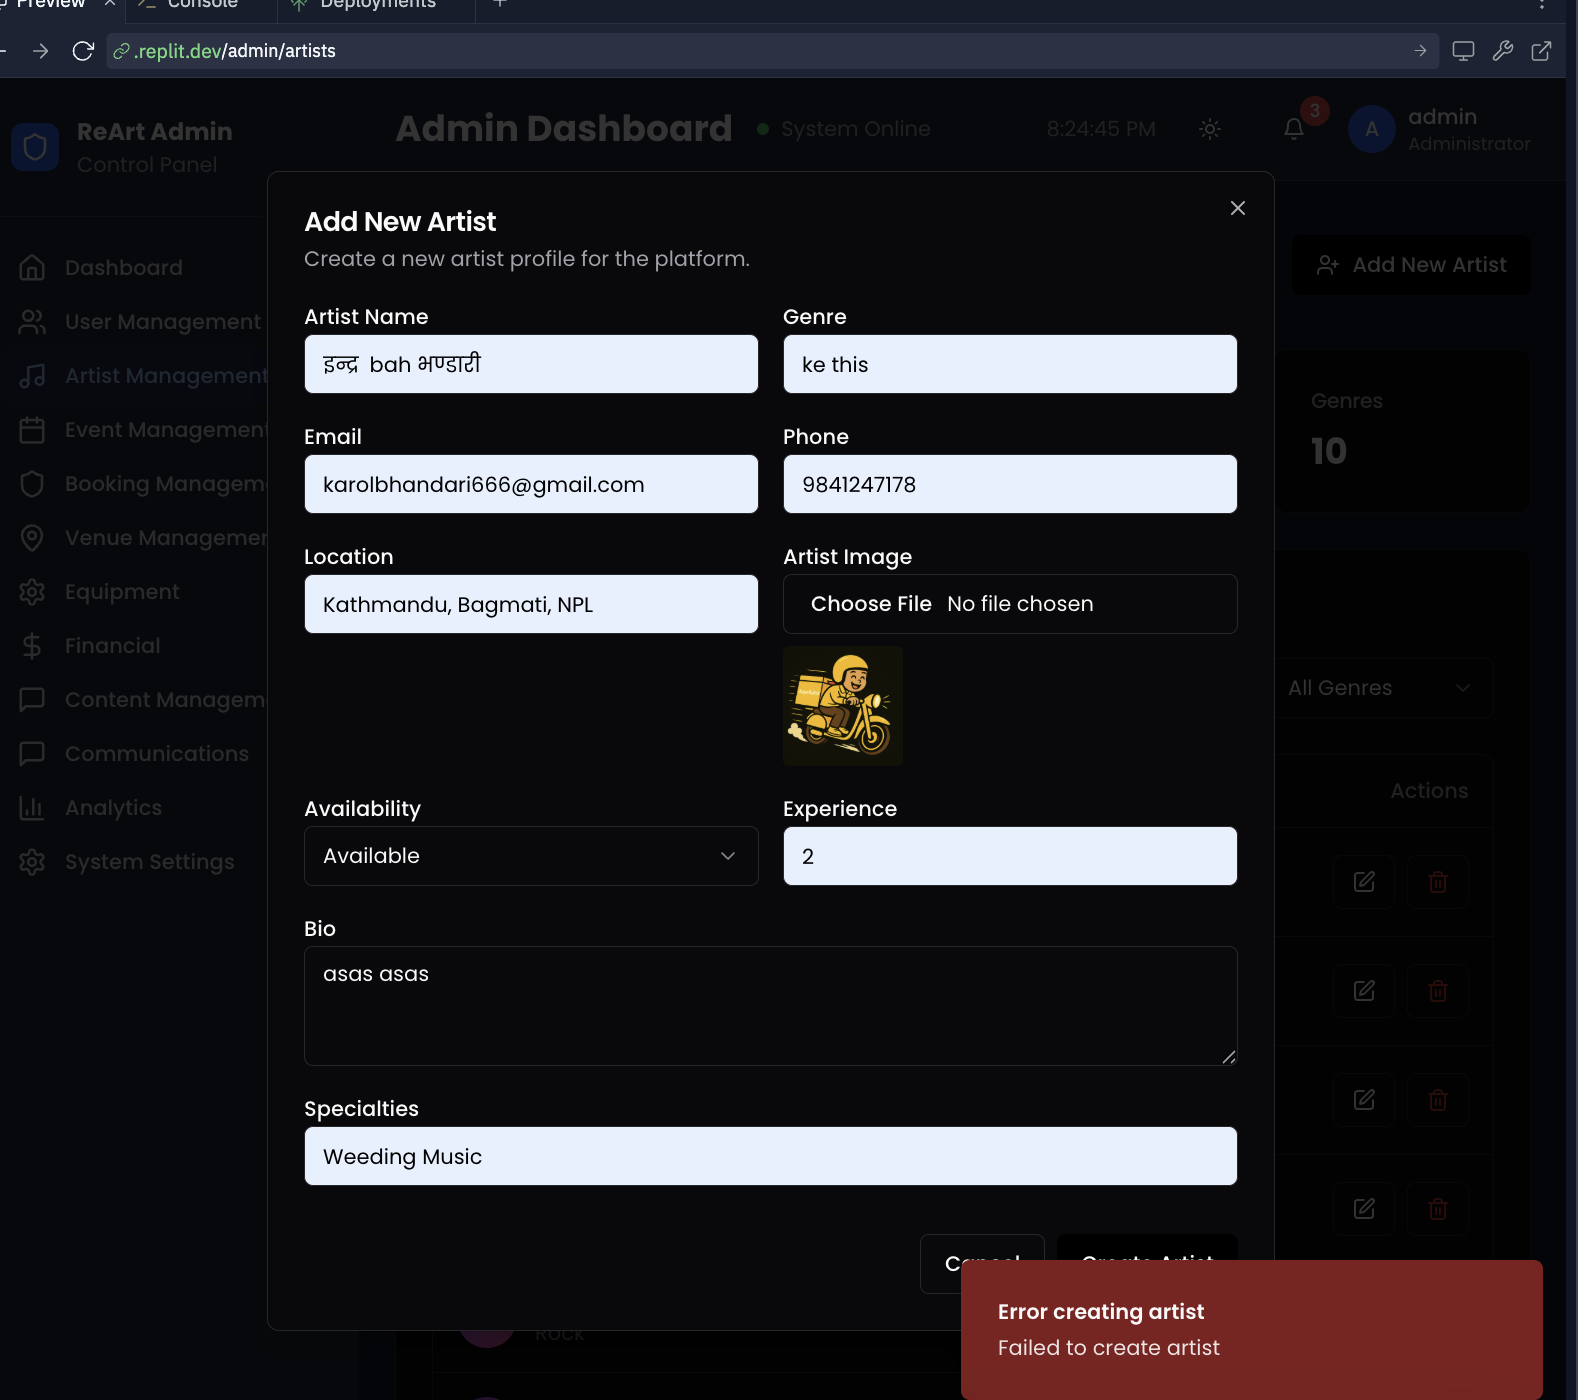 Preview
Console
Deployments
.replit.dev/admin/artists
ReArt Admin
Control Panel
Admin Dashboard
System Online
8:24:45 PM
3
A
admin
Administrator
Dashboard
User Management
Artist Management
Event Management
Booking Managem
Venue Managemen
Equipment
Financial
Content Managem
Communications
Analytics
System Settings
Add New Artist
Genres
10
All Genres
Actions
Add New Artist
Create a new artist profile for the platform.
Artist Name
Genre
इन्द्र bah भण्डारी
ke this
Email
Phone
karolbhandari666@gmail.com
9841247178
Location
Artist Image
Kathmandu, Bagmati, NPL
Choose File No file chosen
Availability
Experience
Available
2
Bio
asas asas
Specialties
Weeding Music
Cancel
Create Artist
Rock
Error creating artist
Failed to create artist